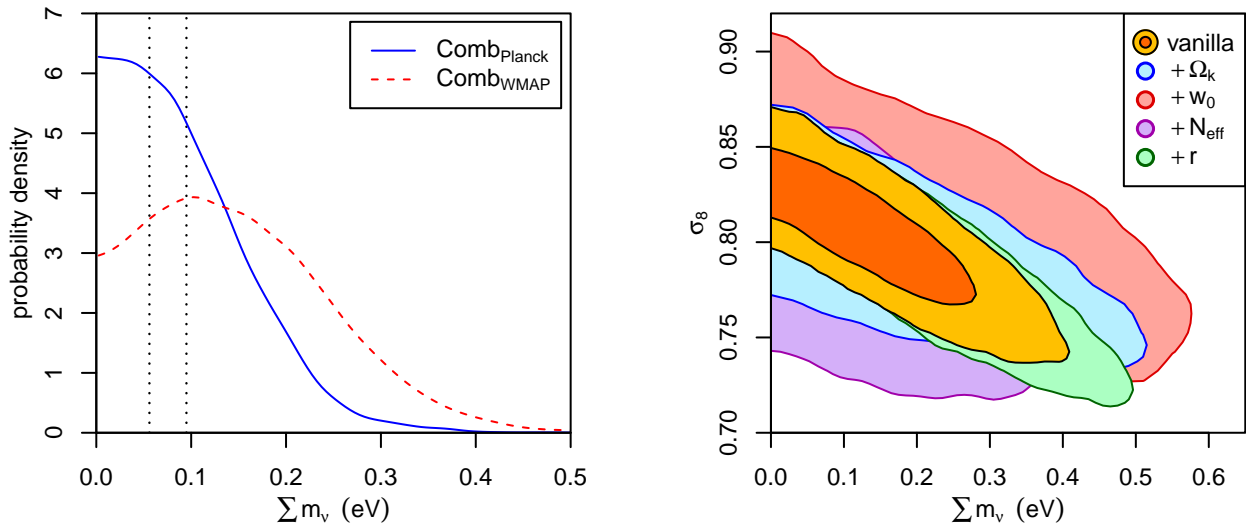 probability density
0 1 2 3 4 5 6 7
Comb_Planck
Comb_WMAP
0.0 0.1 0.2 0.3 0.4 0.5
∑ m_ν (eV)
σ_8
0.70 0.75 0.80 0.85 0.90
vanilla
+ Ω_k
+ w_0
+ N_eff
+ r
0.0 0.1 0.2 0.3 0.4 0.5 0.6
∑ m_ν (eV)